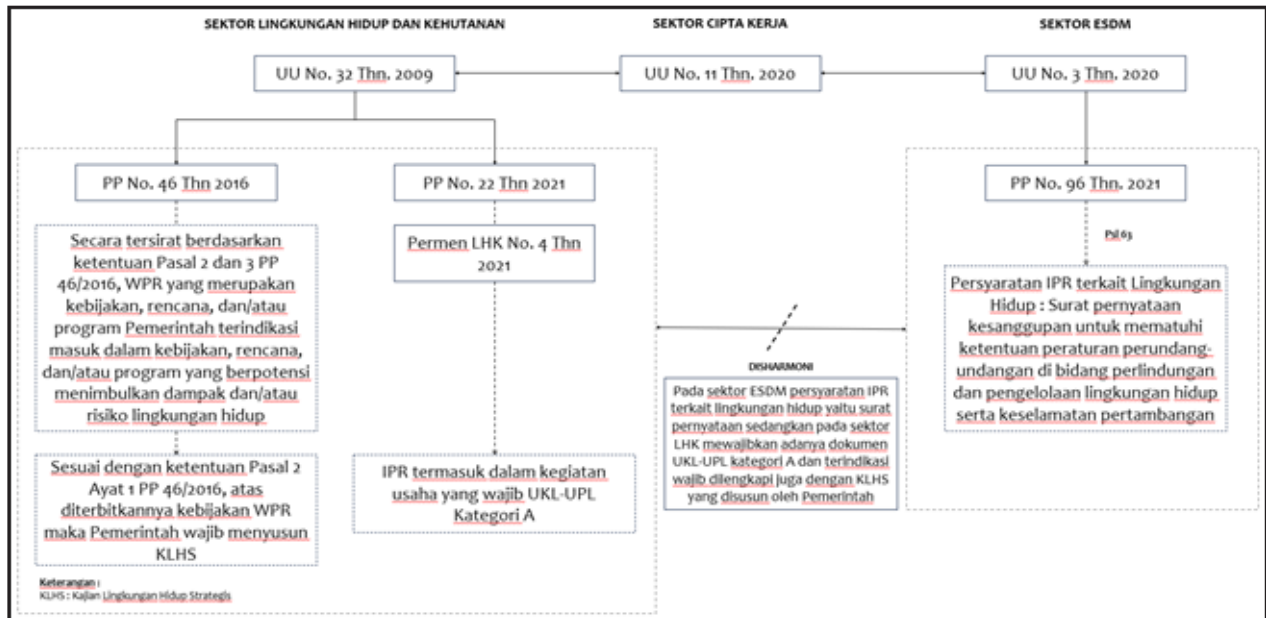 SEKTOR LINGKUNGAN HIDUP DAN KEHUTANAN
SEKTOR CIPTA KERJA
SEKTOR ESDM
UU No. 32 Thn. 2009
UU No. 11 Thn. 2020
UU No. 3 Thn. 2020
PP No. 46 Thn 2016
PP No. 22 Thn 2021
PP No. 96 Thn. 2021
Secara tersirat berdasarkan
ketentuan Pasal 2 dan 3 PP
46/2016, WPR yang merupakan
kebijakan, rencana, dan/atau
program Pemerintah terindikasi
masuk dalam kebijakan, rencana,
dan/atau program yang berpotensi
menimbulkan dampak dan/atau
risiko lingkungan hidup
Permen LHK No. 4 Thn
2021
Psl 63
Persyaratan IPR terkait Lingkungan
Hidup : Surat pernyataan
kesanggupan untuk mematuhi
ketentuan peraturan perundang-
undangan di bidang perlindungan
dan pengelolaan lingkungan hidup
serta keselamatan pertambangan
DISHARMONI
Pada sektor ESDM persyaratan IPR
terkait lingkungan hidup yaitu surat
pernyataan sedangkan pada sektor
LHK mewajibkan adanya dokumen
UKL-UPL kategori A dan terindikasi
wajib dilengkapi juga dengan KLHS
yang disusun oleh Pemerintah
Sesuai dengan ketentuan Pasal 2
Ayat 1 PP 46/2016, atas
diterbitkannya kebijakan WPR
maka Pemerintah wajib menyusun
KLHS
IPR termasuk dalam kegiatan
usaha yang wajib UKL-UPL
Kategori A
Keterangan :
KLHS : Kajian Lingkungan Hidup Strategis